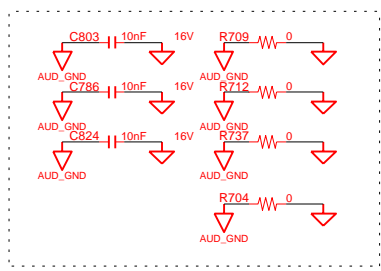 C803 10nF 16V R709 0
AUD_GND
C786 10nF 16V R712 0
AUD_GND AUD_GND
C824 10nF 16V R737 0
AUD_GND AUD_GND
R704 0
AUD_GND